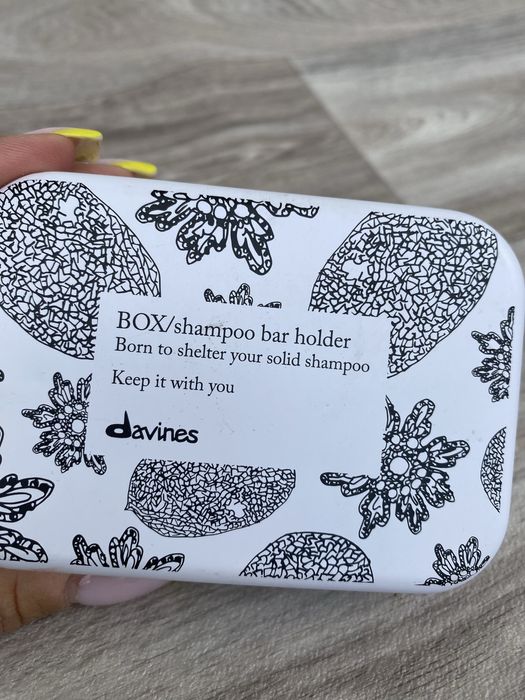 BOX/shampoo bar holder
Born to shelter your solid shampoo
Keep it with you
davines